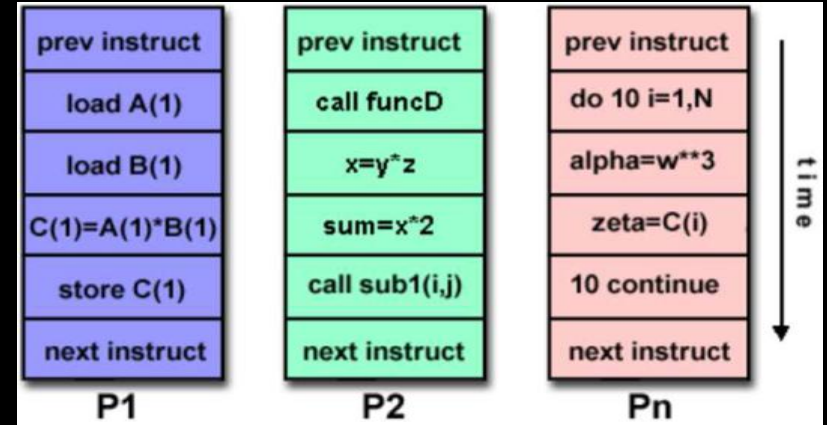 prev instruct
load A(1)
load B(1)
C(1)=A(1)*B(1)
store C(1)
next instruct
P1
prev instruct
call funcD
x=y*z
sum=x*2
call sub1(i,j)
next instruct
P2
prev instruct
do 10 i=1,N
alpha=w**3
zeta=C(i)
10 continue
next instruct
Pn
time